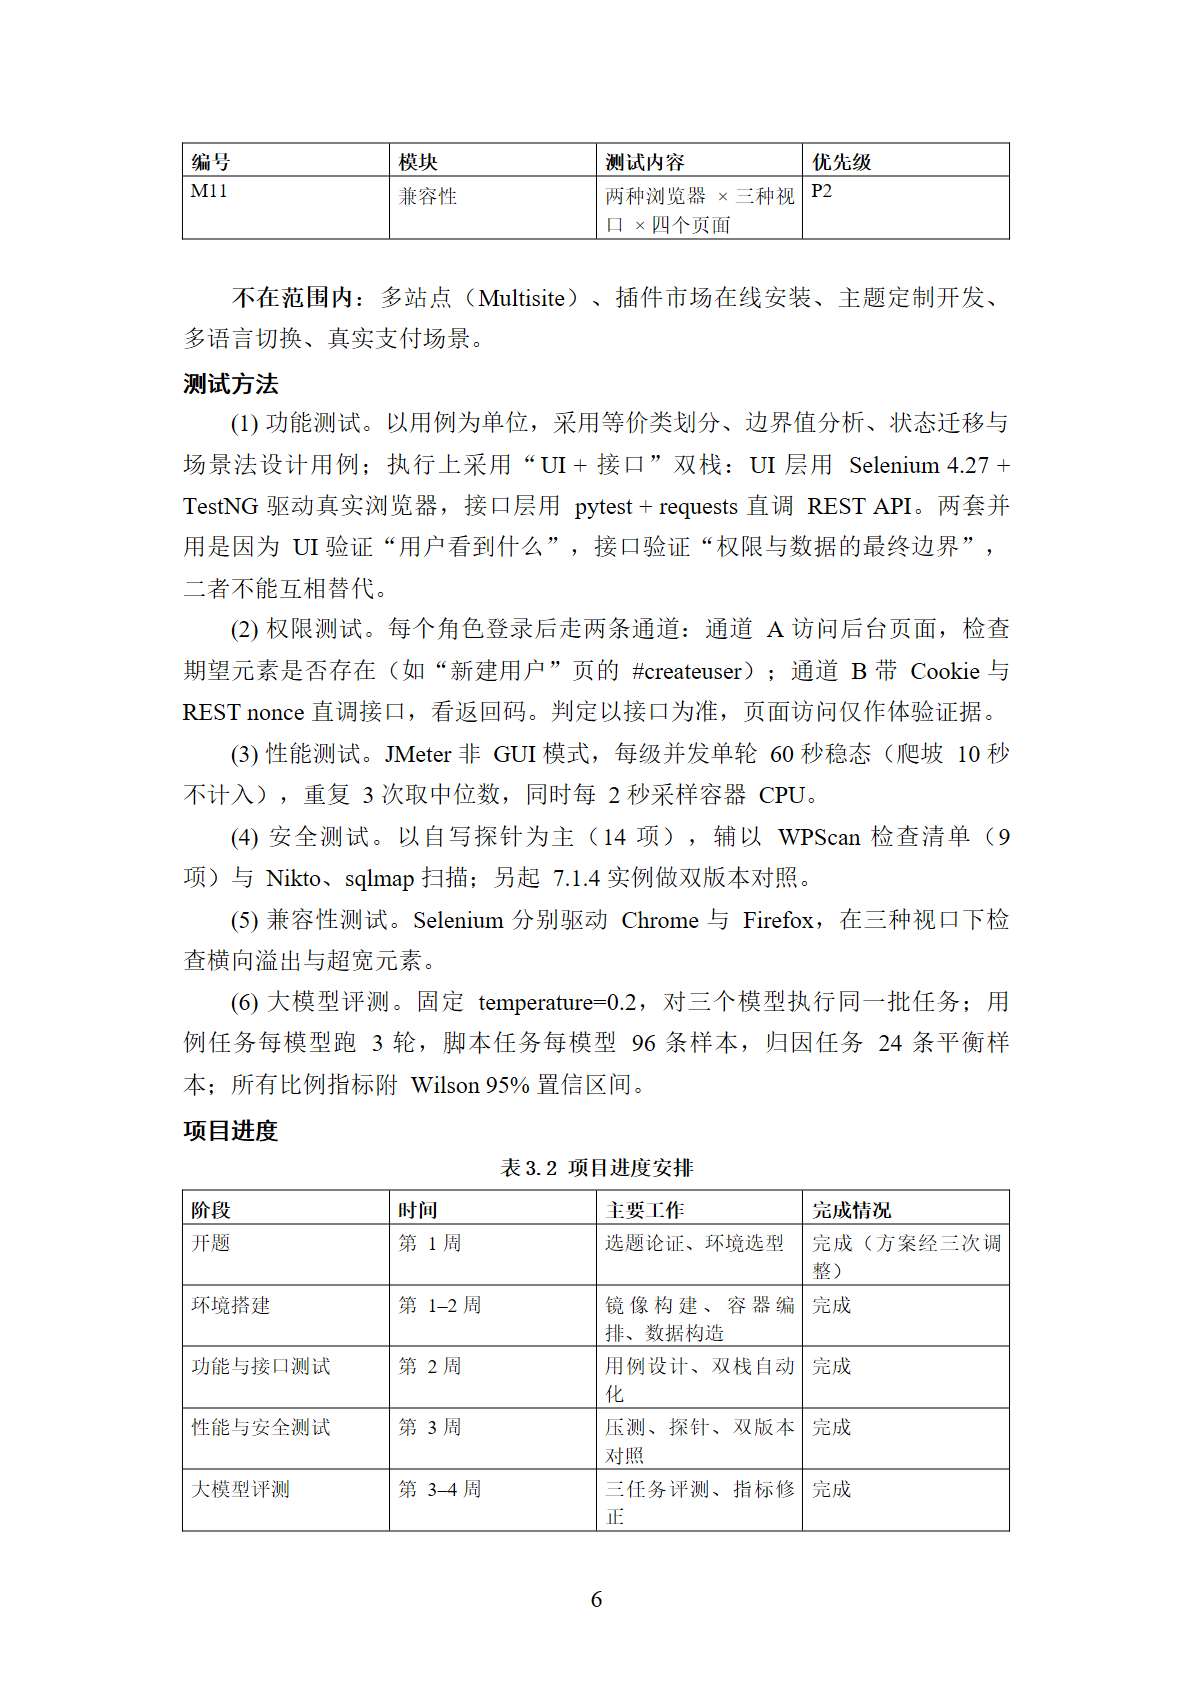 编号 模块 测试内容 优先级
M11 兼容性 两种浏览器 × 三种视 P2
口 × 四个页面
不在范围内：多站点（Multisite）、插件市场在线安装、主题定制开发、
多语言切换、真实支付场景。
测试方法
(1) 功能测试。以用例为单位，采用等价类划分、边界值分析、状态迁移与
场景法设计用例；执行上采用“UI + 接口”双栈：UI 层用 Selenium 4.27 +
TestNG 驱动真实浏览器，接口层用 pytest + requests 直调 REST API。两套并
用是因为 UI 验证“用户看到什么”，接口验证“权限与数据的最终边界”，
二者不能互相替代。
(2) 权限测试。每个角色登录后走两条通道：通道 A 访问后台页面，检查
期望元素是否存在（如“新建用户”页的 #createuser）；通道 B 带 Cookie 与
REST nonce 直调接口，看返回码。判定以接口为准，页面访问仅作体验证据。
(3) 性能测试。JMeter 非 GUI 模式，每级并发单轮 60 秒稳态（爬坡 10 秒
不计入），重复 3 次取中位数，同时每 2 秒采样容器 CPU。
(4) 安全测试。以自写探针为主（14 项），辅以 WPScan 检查清单（9
项）与 Nikto、sqlmap 扫描；另起 7.1.4 实例做双版本对照。
(5) 兼容性测试。Selenium 分别驱动 Chrome 与 Firefox，在三种视口下检
查横向溢出与超宽元素。
(6) 大模型评测。固定 temperature=0.2，对三个模型执行同一批任务；用
例任务每模型跑 3 轮，脚本任务每模型 96 条样本，归因任务 24 条平衡样
本；所有比例指标附 Wilson 95% 置信区间。
项目进度
表 3.2 项目进度安排
阶段 时间 主要工作 完成情况
开题 第 1 周 选题论证、环境选型 完成（方案经三次调
整）
环境搭建 第 1–2 周 镜像构建、容器编 完成
排、数据构造
功能与接口测试 第 2 周 用例设计、双栈自动 完成
化
性能与安全测试 第 3 周 压测、探针、双版本 完成
对照
大模型评测 第 3–4 周 三任务评测、指标修 完成
正
6